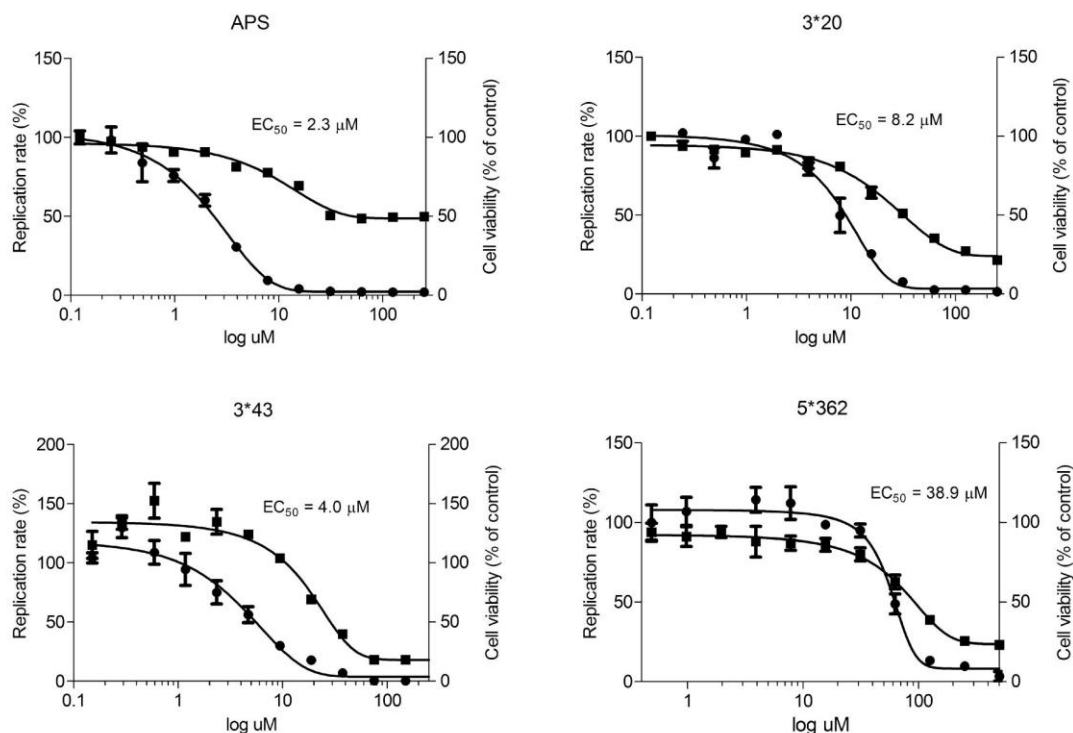 APS
150
100
50
0
Replication rate (%)
EC50 = 2.3 µM
150
100
50
0
Cell viability (% of control)
0.1 1 10 100
log uM
3*20
150
100
50
0
Replication rate (%)
EC50 = 8.2 µM
150
100
50
0
Cell viability (% of control)
0.1 1 10 100
log uM
3*43
200
150
100
50
0
Replication rate (%)
EC50 = 4.0 µM
200
150
100
50
0
Cell viability (% of control)
0.1 1 10 100
log uM
5*362
150
100
50
0
Replication rate (%)
EC50 = 38.9 µM
150
100
50
0
Cell viability (% of control)
1 10 100
log uM